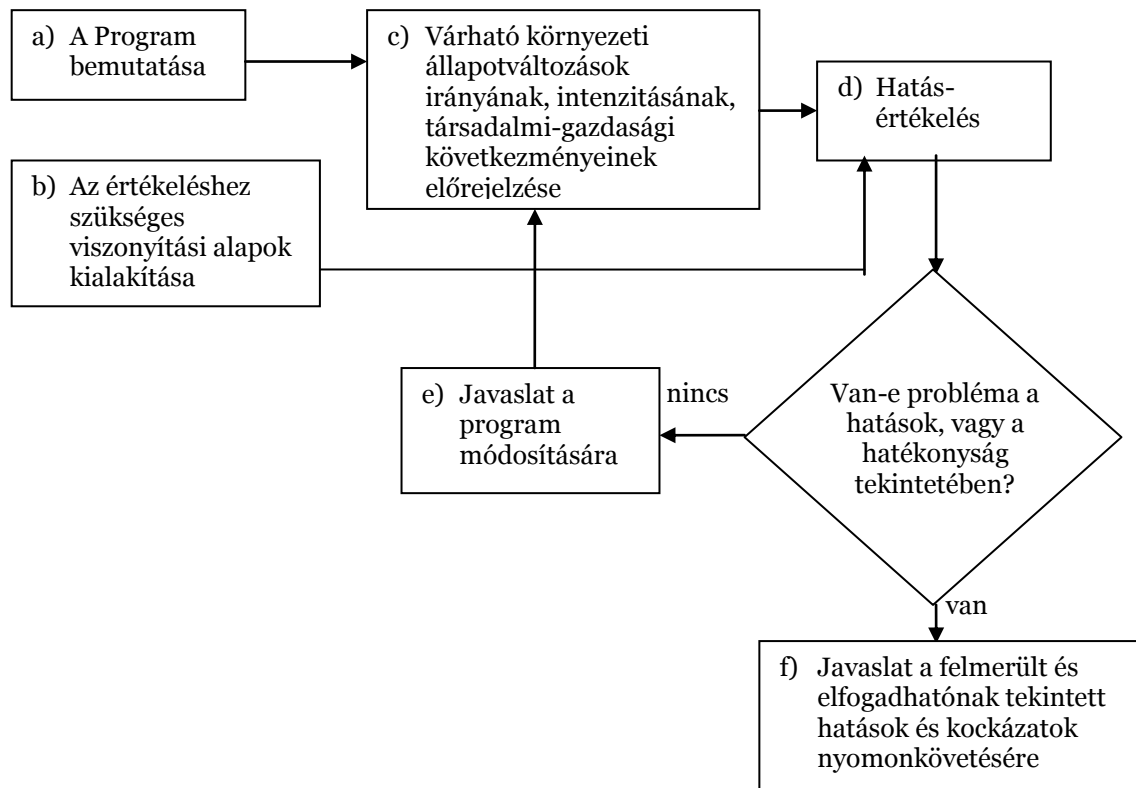 a) A Program
bemutatása
c) Várható környezeti
állapotváltozások
irányának, intenzitásának,
társadalmi-gazdasági
következményeinek
előrejelzése
d) Hatás-
értékelés
b) Az értékeléshez
szükséges
viszonyítási alapok
kialakítása
e) Javaslat a
program
módosítására
nincs
Van-e probléma a
hatások, vagy a
hatékonyság
tekintetében?
van
f) Javaslat a felmerült és
elfogadhatónak tekintett
hatások és kockázatok
nyomonkövetésére